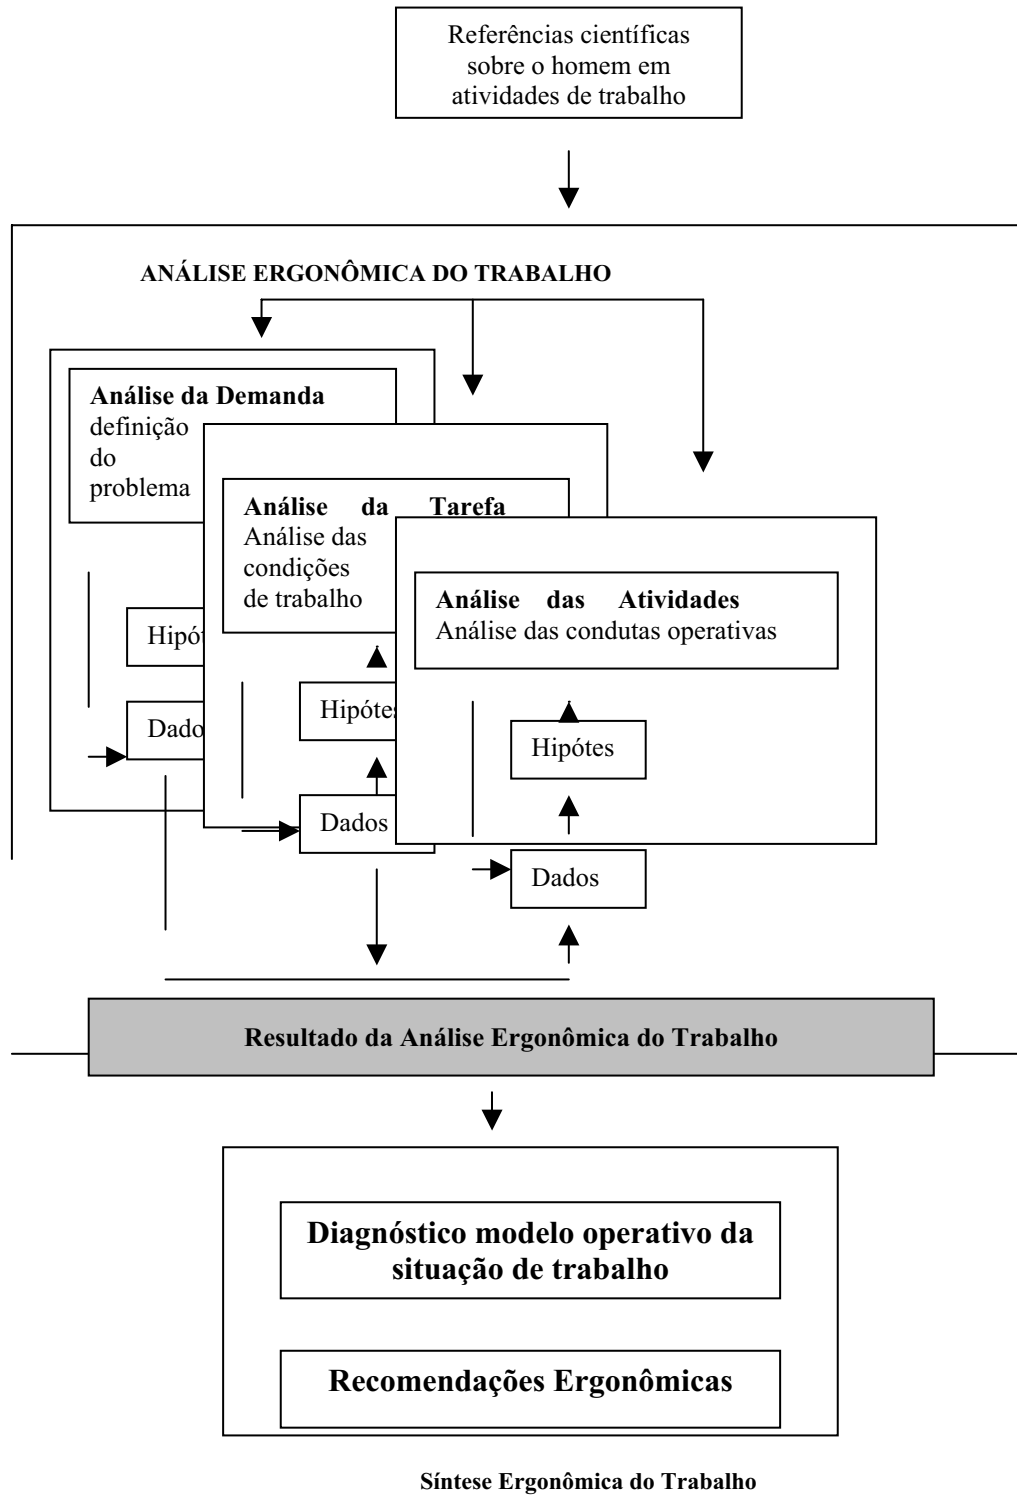 Referências científicas
sobre o homem em
atividades de trabalho
ANÁLISE ERGONÔMICA DO TRABALHO
Análise da Demanda
definição
do
problema
Hipót
Dado
Análise da Tarefa
Análise das
condições
de trabalho
Hipótes
Dados
Análise das Atividades
Análise das condutas operativas
Hipótes
Dados
Resultado da Análise Ergonômica do Trabalho
Diagnóstico modelo operativo da
situação de trabalho
Recomendações Ergonômicas
Síntese Ergonômica do Trabalho